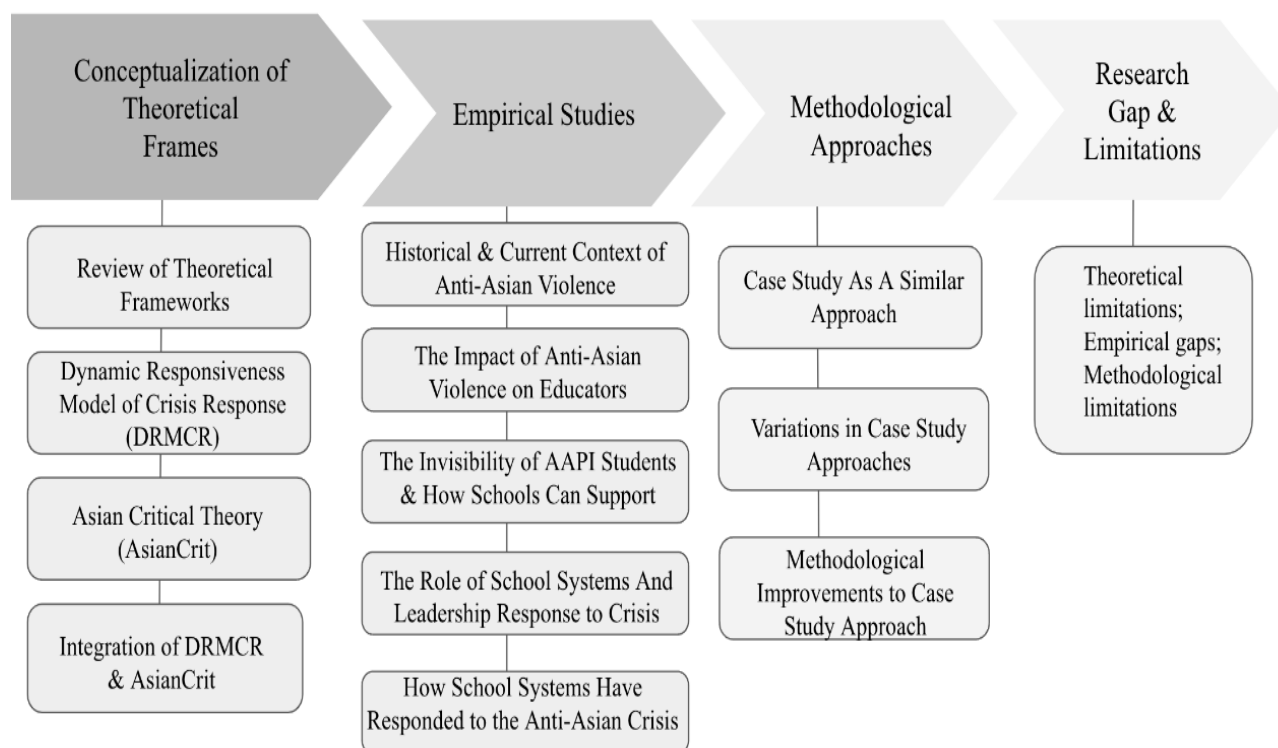 Conceptualization of
Theoretical
Frames
Review of Theoretical
Frameworks
Dynamic Responsiveness
Model of Crisis Response
(DRMCR)
Asian Critical Theory
(AsianCrit)
Integration of DRMCR
& AsianCrit
Empirical Studies
Historical & Current Context of
Anti-Asian Violence
The Impact of Anti-Asian
Violence on Educators
The Invisibility of AAPI Students
& How Schools Can Support
The Role of School Systems And
Leadership Response to Crisis
How School Systems Have
Responded to the Anti-Asian Crisis
Methodological
Approaches
Case Study As A Similar
Approach
Variations in Case Study
Approaches
Methodological
Improvements to Case
Study Approach
Research
Gap &
Limitations
Theoretical
limitations;
Empirical gaps;
Methodological
limitations